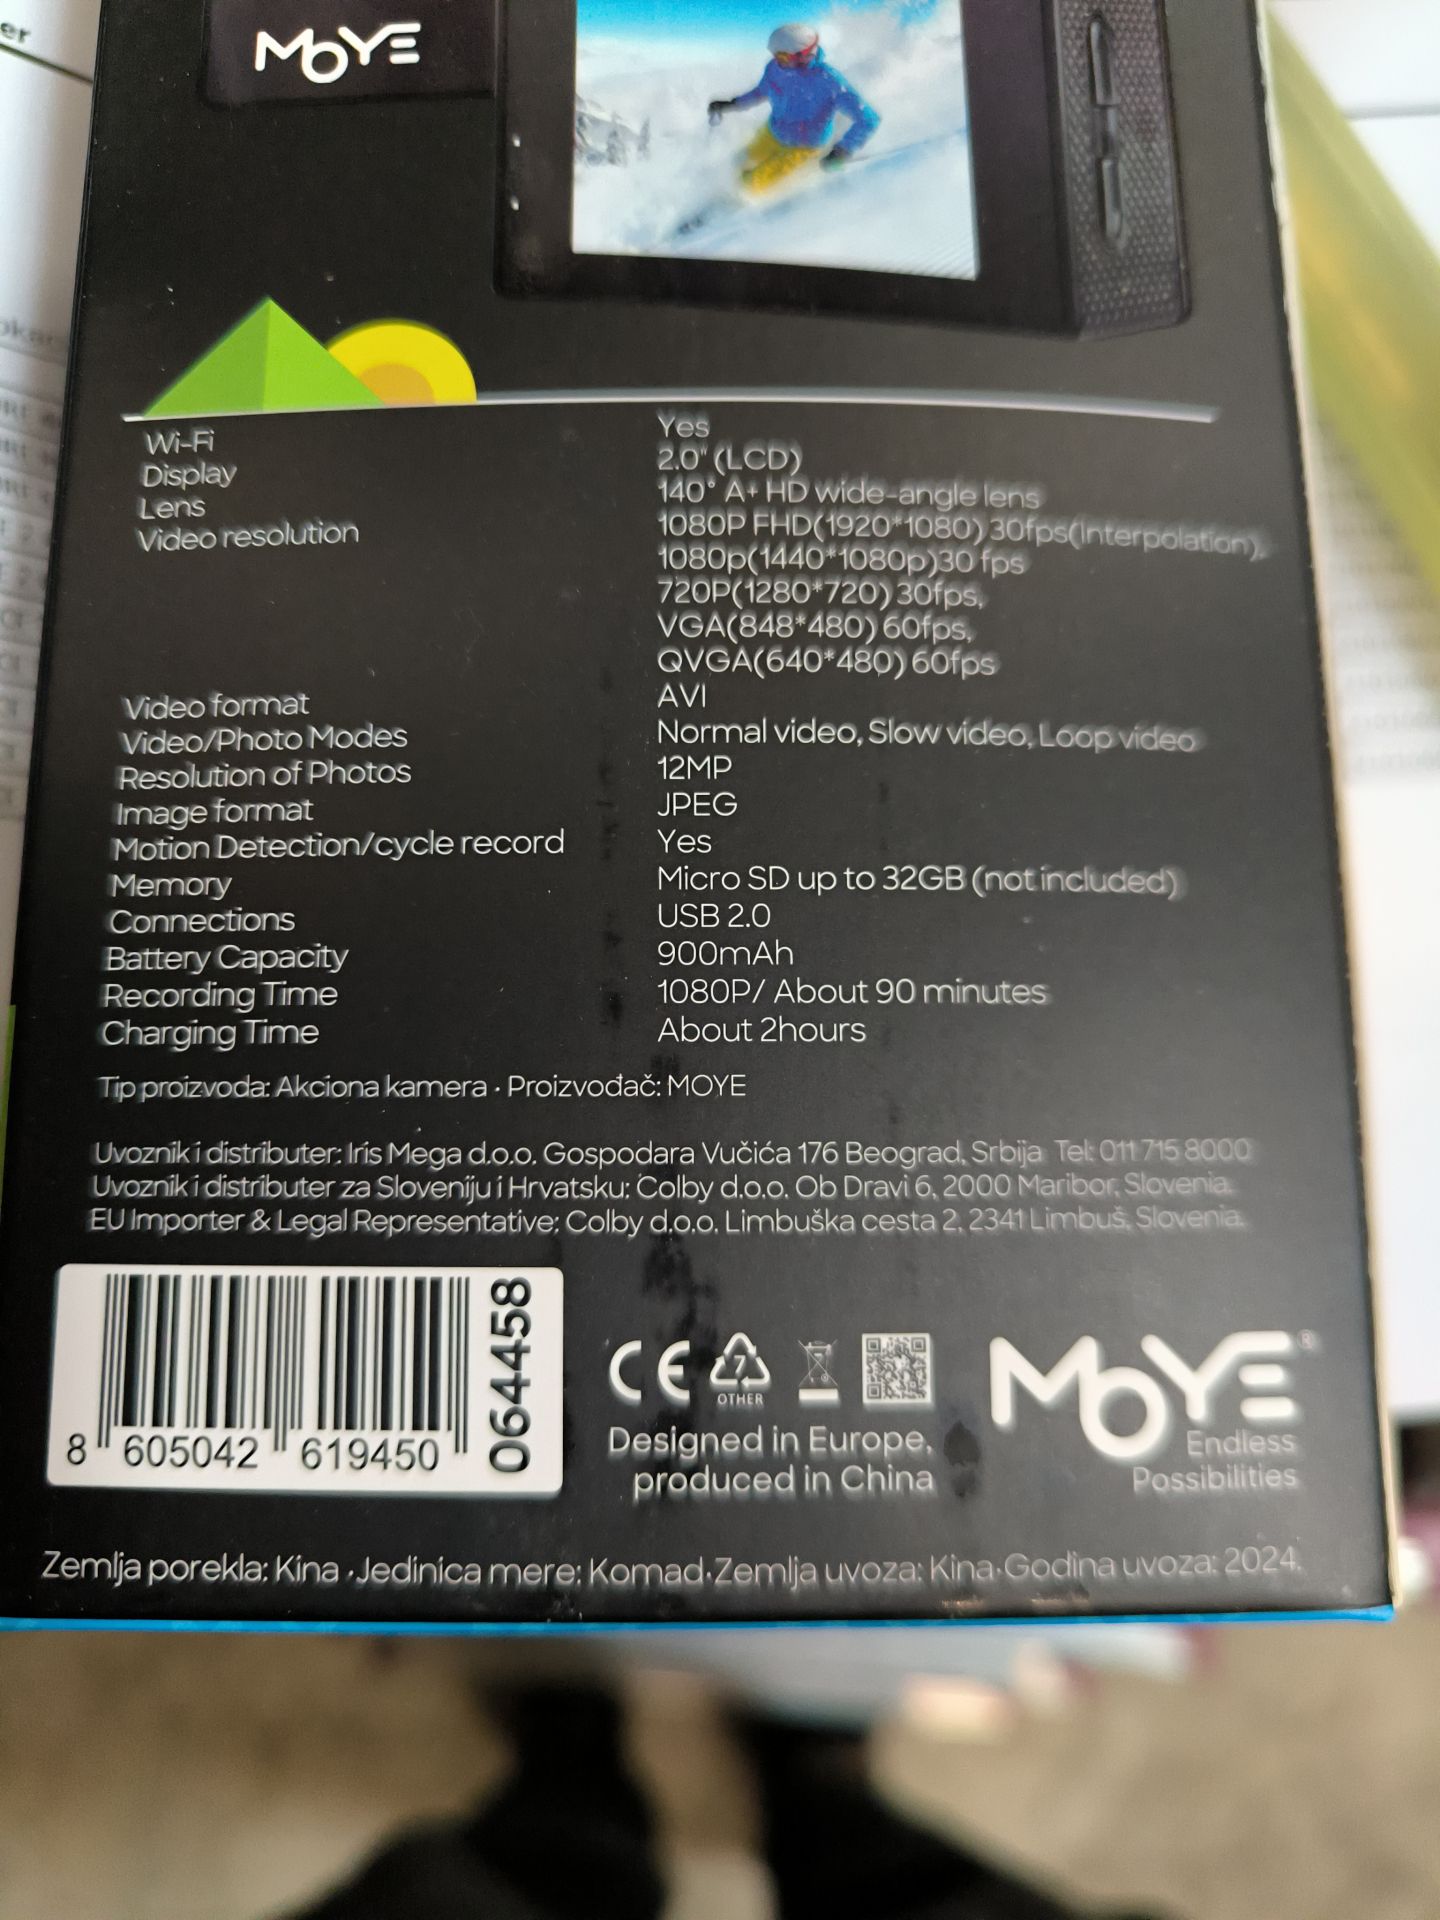 er
MOYE
Wi-Fi Yes
Display 2.0" (LCD)
Lens 140° A+ HD wide-angle lens
Video resolution 1080P FHD(1920*1080) 30fps(Interpolation),
1080p(1440*1080p)30 fps
720P(1280*720) 30fps,
VGA(848*480) 60fps,
QVGA(640*480) 60fps
Video format AVI
Video/Photo Modes Normal video, Slow video, Loop video
Resolution of Photos 12MP
Image format JPEG
Motion Detection/cycle record Yes
Memory Micro SD up to 32GB (not included)
Connections USB 2.0
Battery Capacity 900mAh
Recording Time 1080P/ About 90 minutes
Charging Time About 2hours
Tip proizvoda: Akciona kamera · Proizvođač: MOYE
Uvoznik i distributer: Iris Mega d.o.o. Gospodara Vučića 176 Beograd, Srbija Tel: 011 715 8000
Uvoznik i distributer za Sloveniju i Hrvatsku: Colby d.o.o. Ob Dravi 6, 2000 Maribor, Slovenia.
EU Importer & Legal Representative: Colby d.o.o. Limbuška cesta 2, 2341 Limbuš, Slovenia.
8 605042 619450
064458
CE
7
OTHER
Designed in Europe,
produced in China
MOYE®
Endless
Possibilities
Zemlja porekla: Kina ·Jedinica mere: Komad·Zemlja uvoza: Kina·Godina uvoza: 2024.